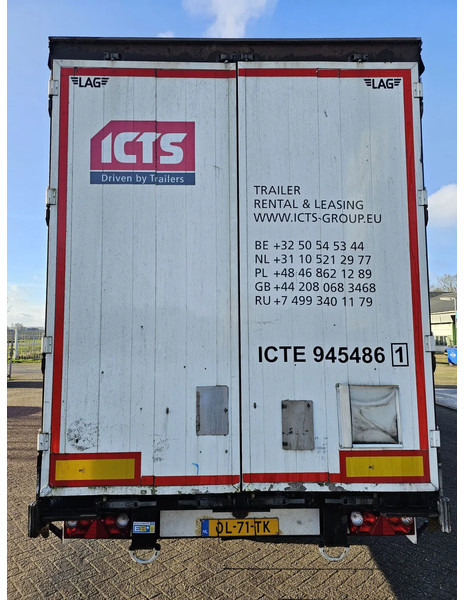 LAG
LAG
ICTS
Driven by Trailers
TRAILER
RENTAL & LEASING
WWW.ICTS-GROUP.EU
BE +32 50 54 53 44
NL +31 10 521 29 77
PL +48 46 862 12 89
GB +44 208 068 3468
RU +7 499 340 11 79
ICTE 945486 1
OL-71-TK